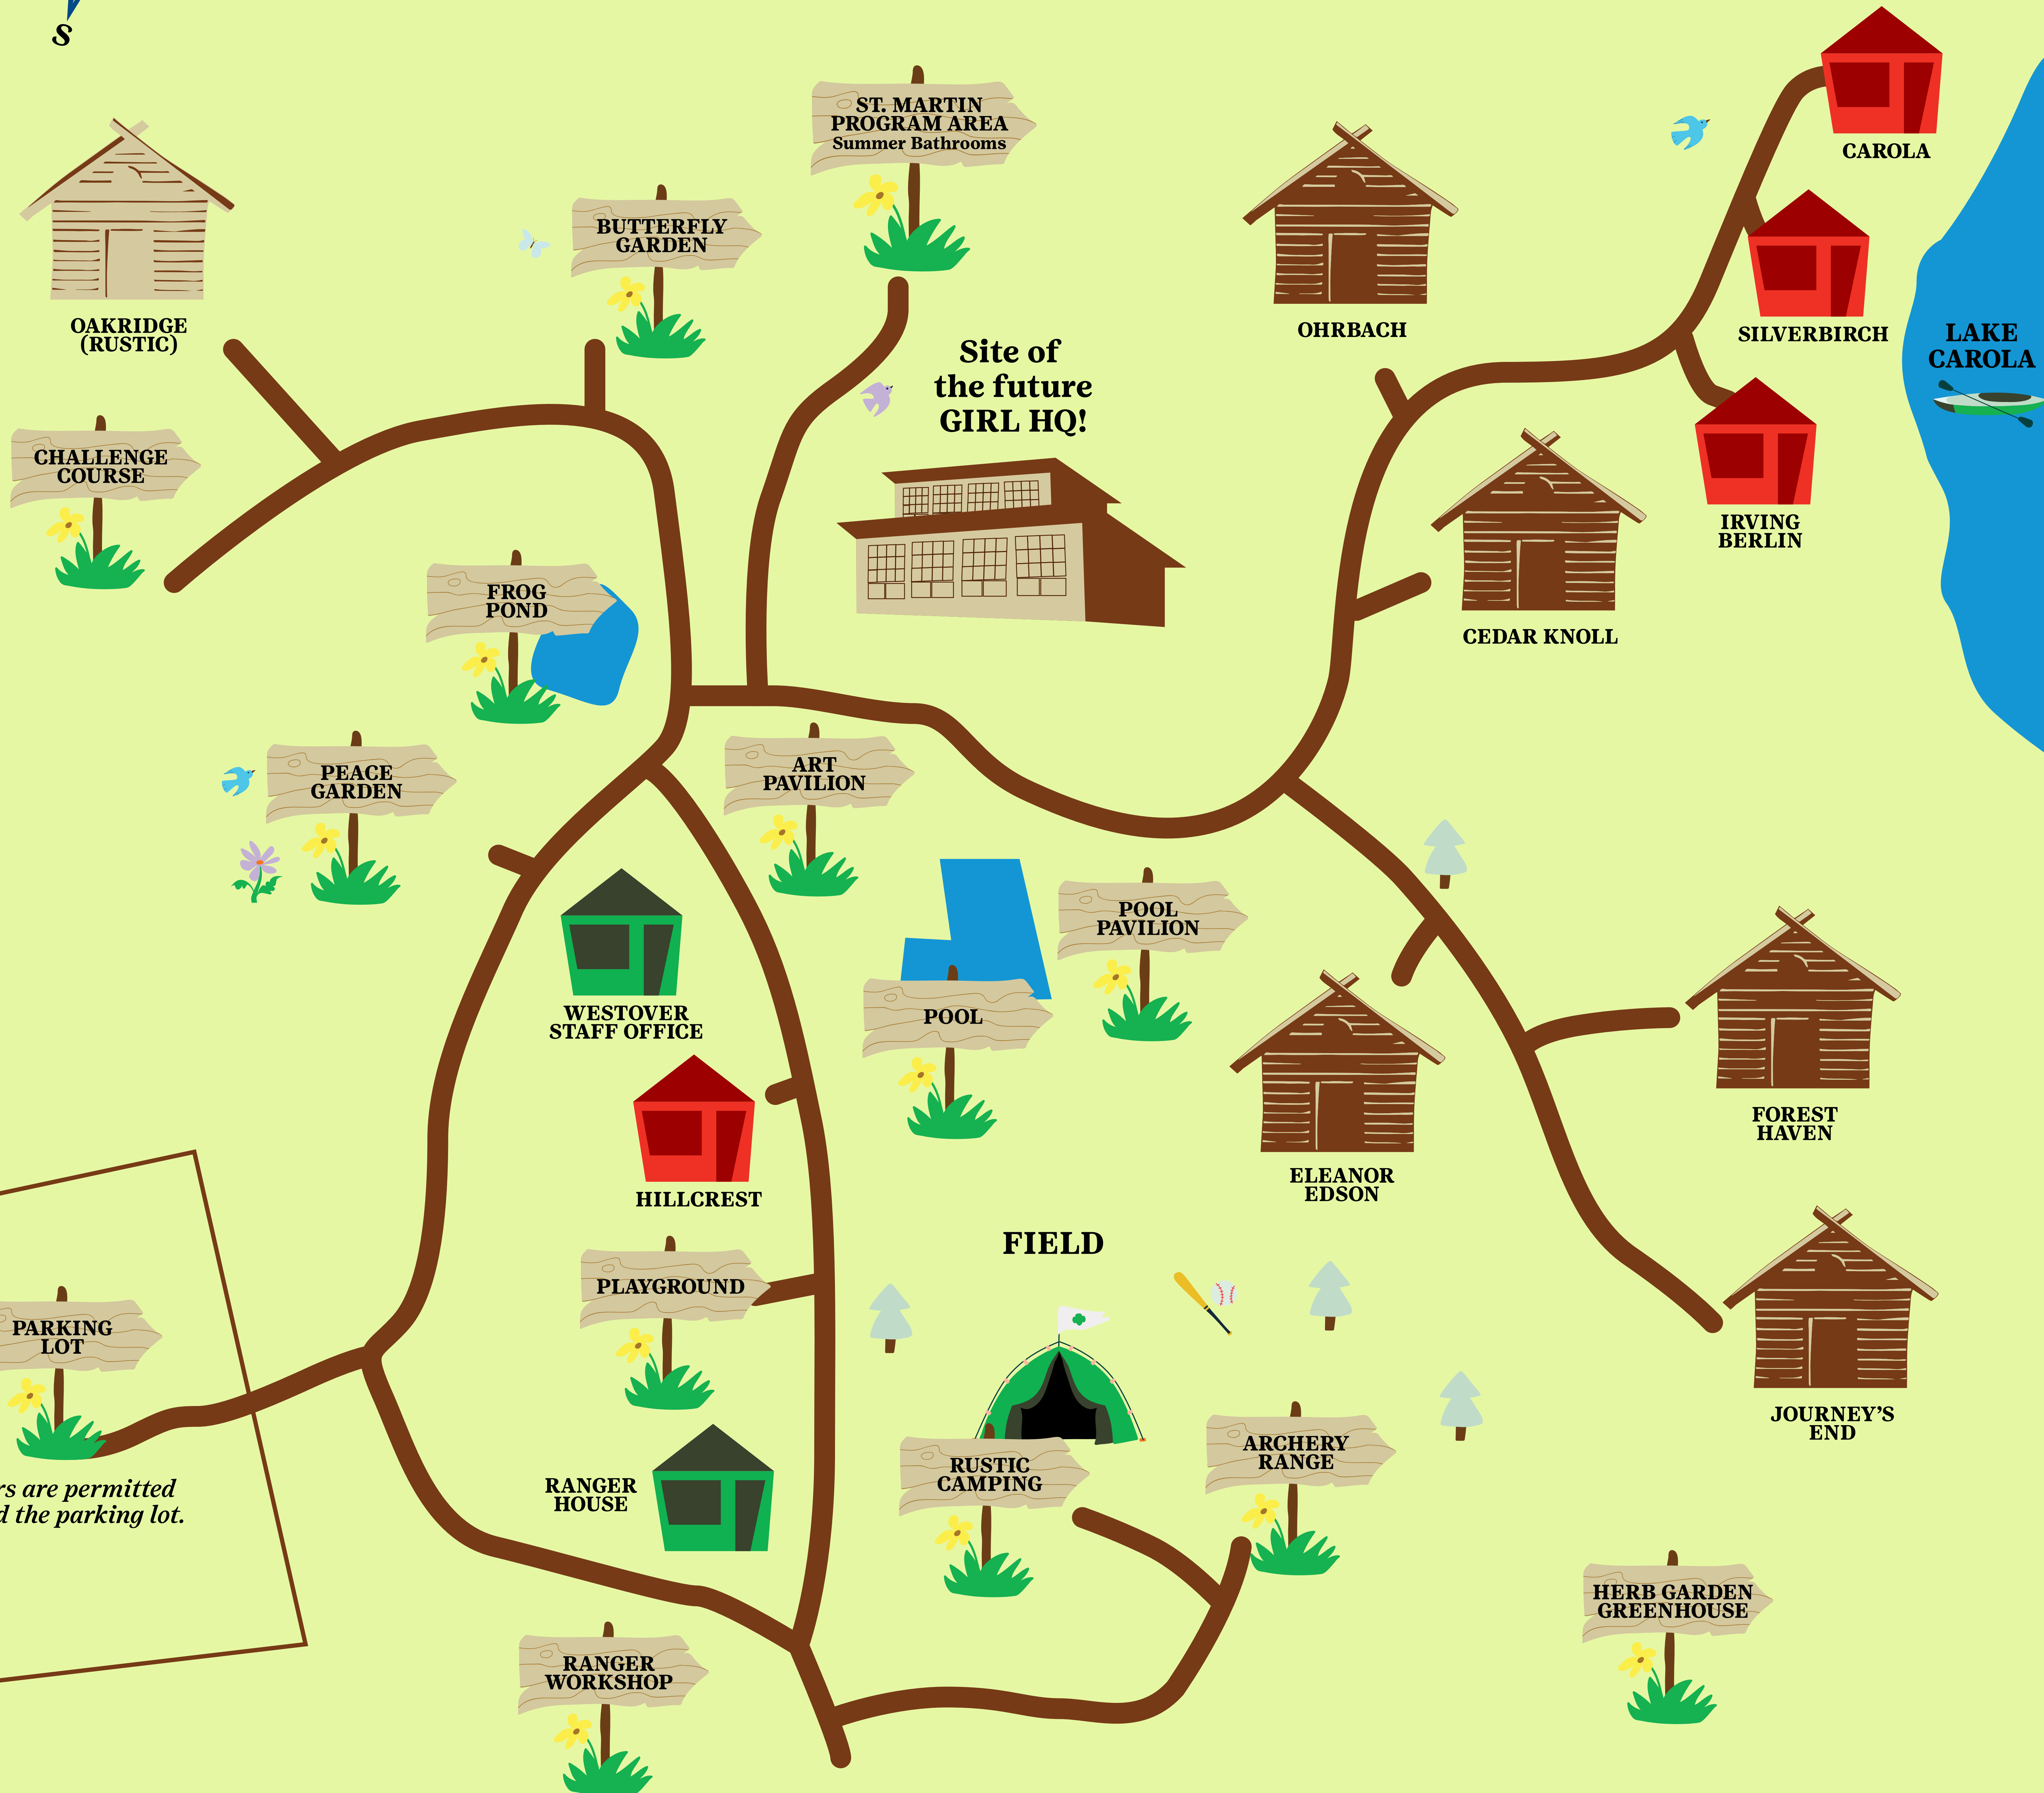 S
ST. MARTIN
PROGRAM AREA
Summer Bathrooms
CAROLA
BUTTERFLY
GARDEN
OAKRIDGE
(RUSTIC)
OHRBACH
SILVERBIRCH
LAKE
CAROLA
Site of
the future
GIRL HQ!
CHALLENGE
COURSE
IRVING
BERLIN
FROG
POND
CEDAR KNOLL
PEACE
GARDEN
ART
PAVILION
POOL
PAVILION
WESTOVER
STAFF OFFICE
POOL
FOREST
HAVEN
HILLCREST
ELEANOR
EDSON
FIELD
PLAYGROUND
PARKING
LOT
JOURNEY'S
END
RANGER
HOUSE
RUSTIC
CAMPING
ARCHERY
RANGE
rs are permitted
d the parking lot.
HERB GARDEN
GREENHOUSE
RANGER
WORKSHOP